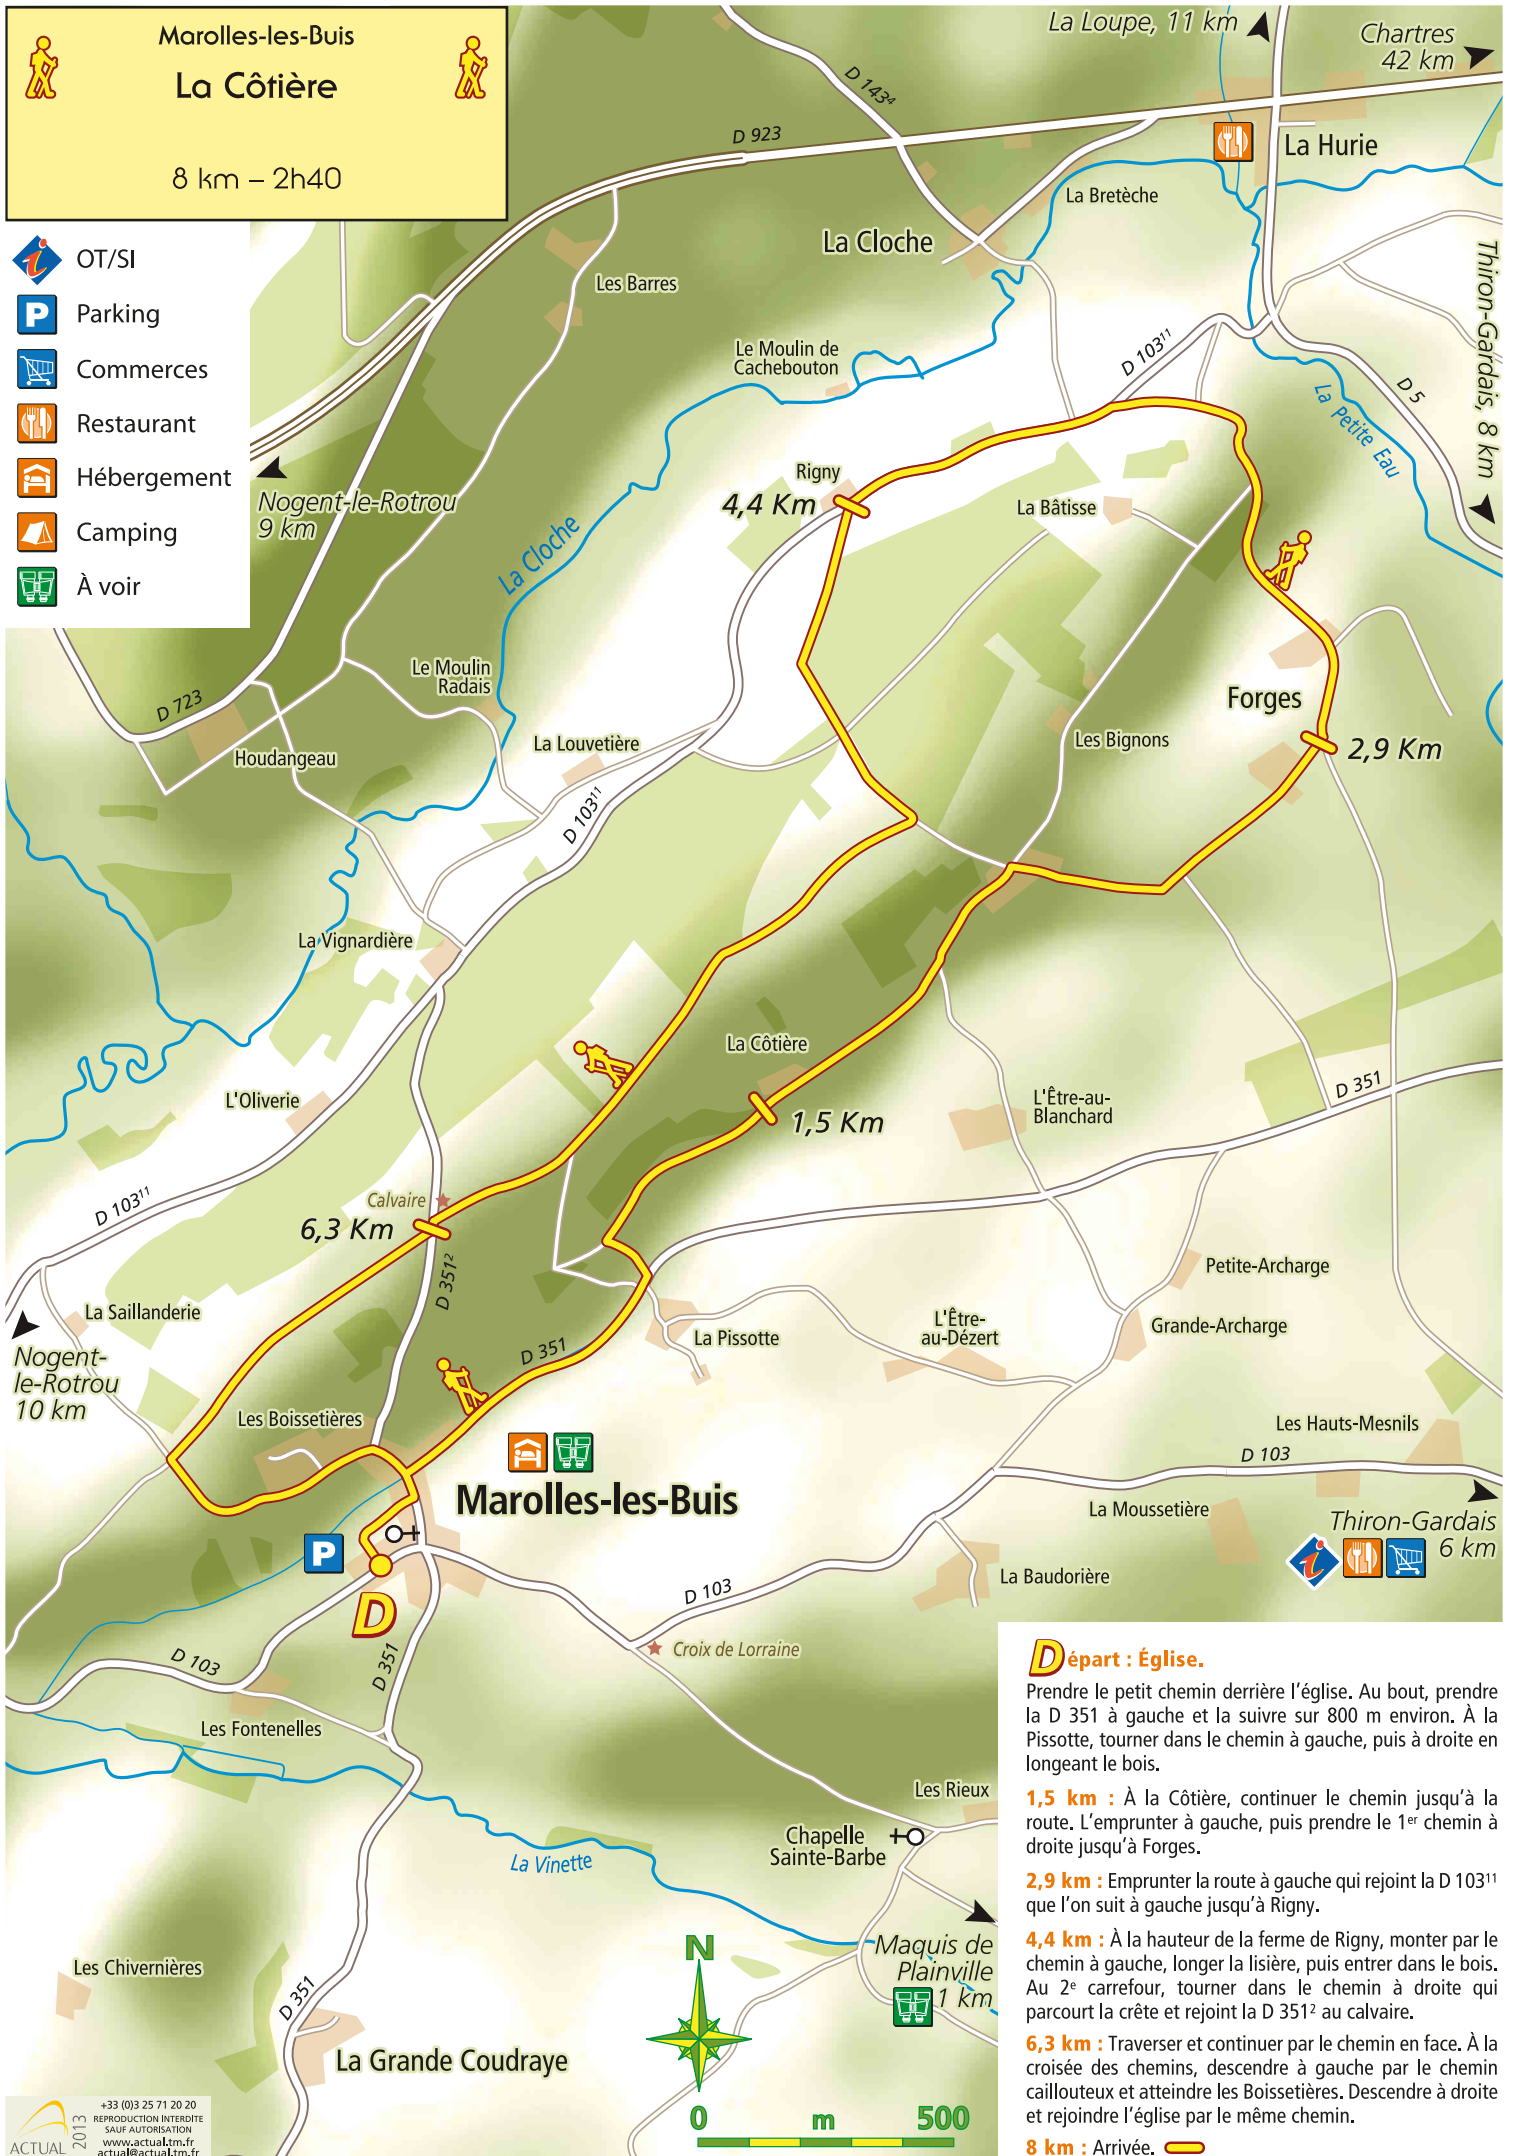 Marolles-les-Buis
La Côtière
8 km – 2h40
OT/SI
Parking
Commerces
Restaurant
Hébergement
Camping
À voir
La Loupe, 11 km
Chartres
42 km
D 143⁴
D 923
La Hurie
La Bretèche
La Cloche
Les Barres
Thiron-Gardais, 8 km
Le Moulin de
Cachebouton
D 103¹¹
D 5
La Petite Eau
Rigny
4,4 Km
La Bâtisse
Nogent-le-Rotrou
9 km
La Cloche
Le Moulin
Radais
D 723
Forges
Houdangeau
La Louvetière
Les Bignons
2,9 Km
D 103¹¹
La Vignardière
La Côtière
L'Oliverie
1,5 Km
L'Être-au-
Blanchard
D 351
Calvaire
D 103¹¹
6,3 Km
D 351²
Petite-Archarge
La Saillanderie
La Pissotte
L'Être-
au-Dézert
Grande-Archarge
D 351
Nogent-
le-Rotrou
10 km
Les Boissetières
Les Hauts-Mesnils
D 103
Marolles-les-Buis
La Moussetière
Thiron-Gardais
6 km
P
La Baudorière
D 103
D
Croix de Lorraine
D 103
D 351
Les Fontenelles
Les Rieux
Chapelle
Sainte-Barbe
La Vinette
Maquis de
Plainville
1 km
Les Chivernières
D 351
La Grande Coudraye
N
0 m 500
Départ : Église.
Prendre le petit chemin derrière l'église. Au bout, prendre
la D 351 à gauche et la suivre sur 800 m environ. À la
Pissotte, tourner dans le chemin à gauche, puis à droite en
longeant le bois.
1,5 km : À la Côtière, continuer le chemin jusqu'à la
route. L'emprunter à gauche, puis prendre le 1er chemin à
droite jusqu'à Forges.
2,9 km : Emprunter la route à gauche qui rejoint la D 103¹¹
que l'on suit à gauche jusqu'à Rigny.
4,4 km : À la hauteur de la ferme de Rigny, monter par le
chemin à gauche, longer la lisière, puis entrer dans le bois.
Au 2e carrefour, tourner dans le chemin à droite qui
parcourt la crête et rejoint la D 351² au calvaire.
6,3 km : Traverser et continuer par le chemin en face. À la
croisée des chemins, descendre à gauche par le chemin
caillouteux et atteindre les Boissetières. Descendre à droite
et rejoindre l'église par le même chemin.
8 km : Arrivée.
ACTUAL
2013
+33 (0)3 25 71 20 20
REPRODUCTION INTERDITE
SAUF AUTORISATION
www.actual.tm.fr
actual@actual.tm.fr